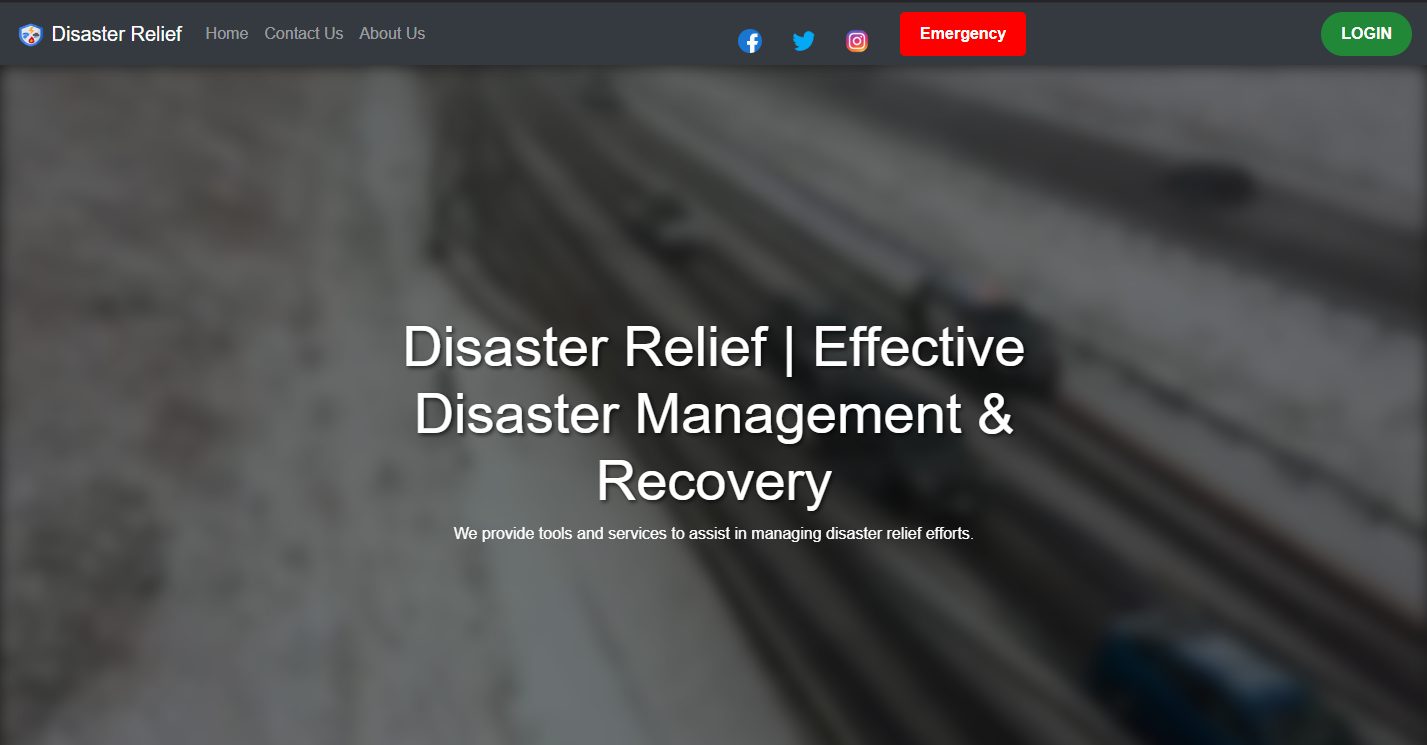 Disaster Relief Home Contact Us About Us Emergency LOGIN
Disaster Relief | Effective
Disaster Management &
Recovery
We provide tools and services to assist in managing disaster relief efforts.